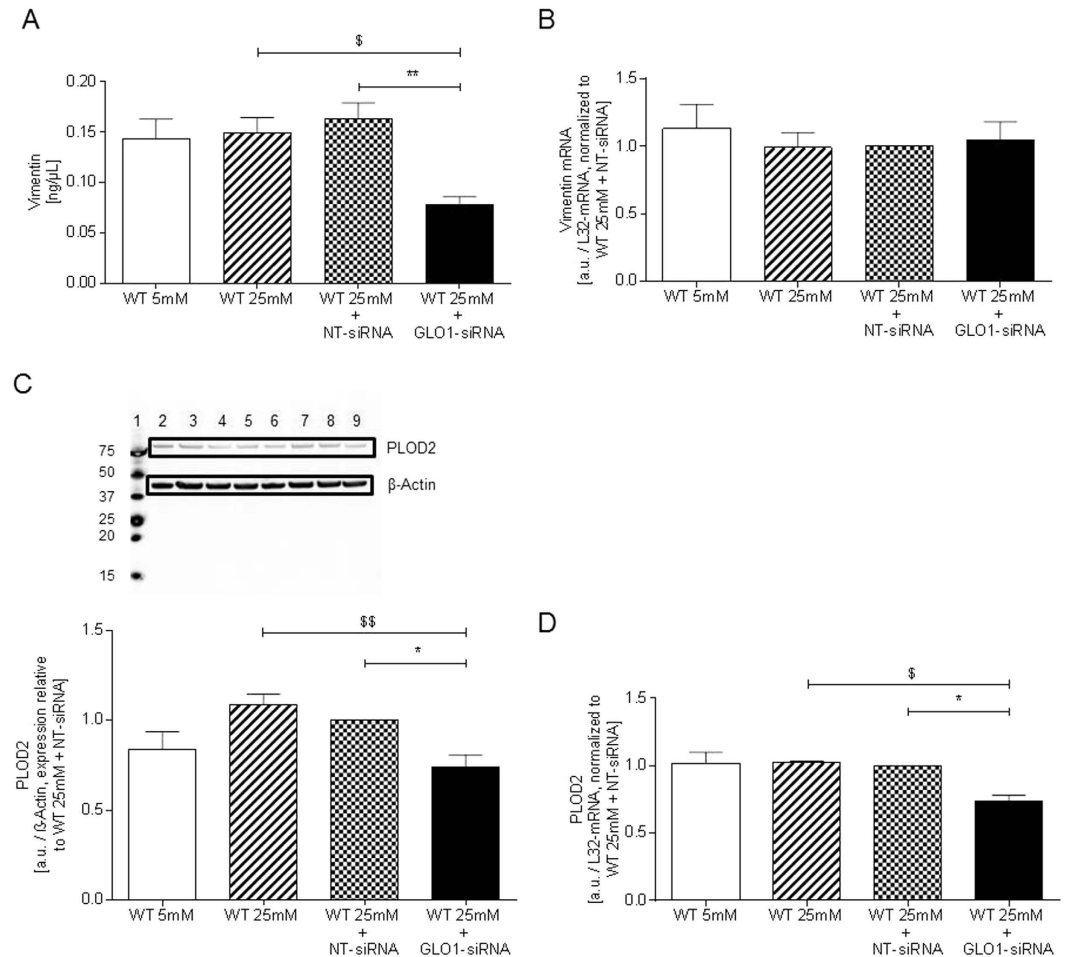 A
$
**
0.20
0.15
0.10
0.05
0.00
Vimentin
[ng/µL]
WT 5mM
WT 25mM
WT 25mM
+
NT-siRNA
WT 25mM
+
GLO1-siRNA
B
1.5
1.0
0.5
0.0
Vimentin mRNA
[a.u. / L32-mRNA, normalized to
WT 25mM + NT-siRNA]
WT 5mM
WT 25mM
WT 25mM
+
NT-siRNA
WT 25mM
+
GLO1-siRNA
C
1 2 3 4 5 6 7 8 9
75
50
37
25
20
15
PLOD2
β-Actin
$$
*
1.5
1.0
0.5
0.0
PLOD2
[a.u. / ß-Actin, expression relative
to WT 25mM + NT-siRNA]
WT 5mM
WT 25mM
WT 25mM
+
NT-siRNA
WT 25mM
+
GLO1-siRNA
D
$
*
1.5
1.0
0.5
0.0
PLOD2
[a.u. / L32-mRNA, normalized to
WT 25mM + NT-siRNA]
WT 5mM
WT 25mM
WT 25mM
+
NT-siRNA
WT 25mM
+
GLO1-siRNA